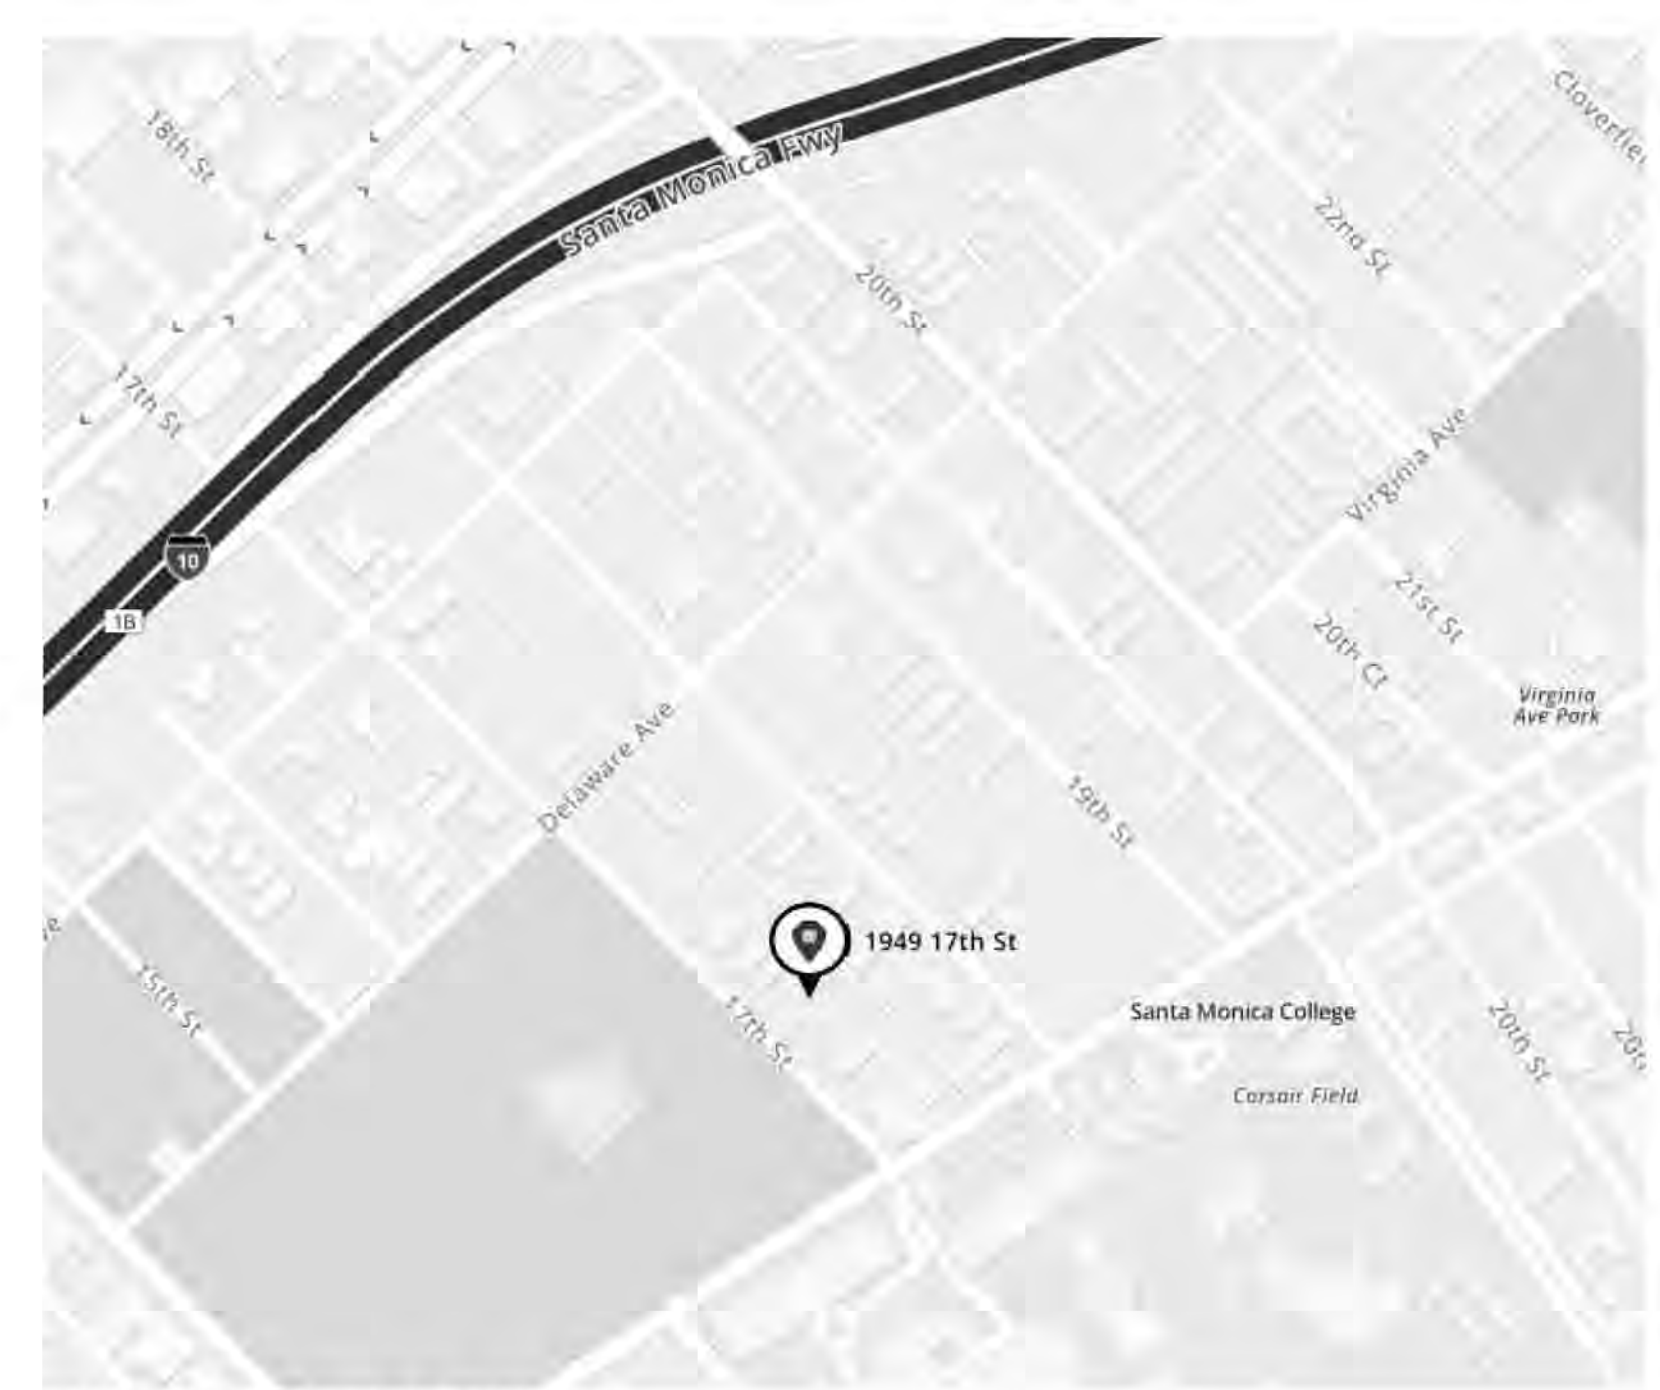 18th St
Santa Monica Fwy
22nd St
20th St
17th St
Virginia Ave
10
1B
21st St
20th Ct
Virginia
Ave Park
Delaware Ave
19th St
1949 17th St
15th St
17th St
Santa Monica College
20th St
Corsair Field